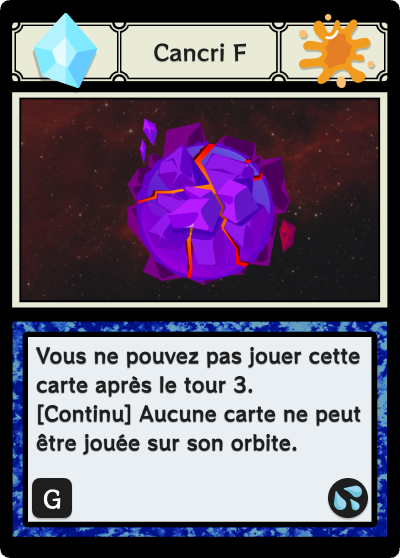 Cancri F
Vous ne pouvez pas jouer cette
carte après le tour 3.
[Continu] Aucune carte ne peut
être jouée sur son orbite.
G